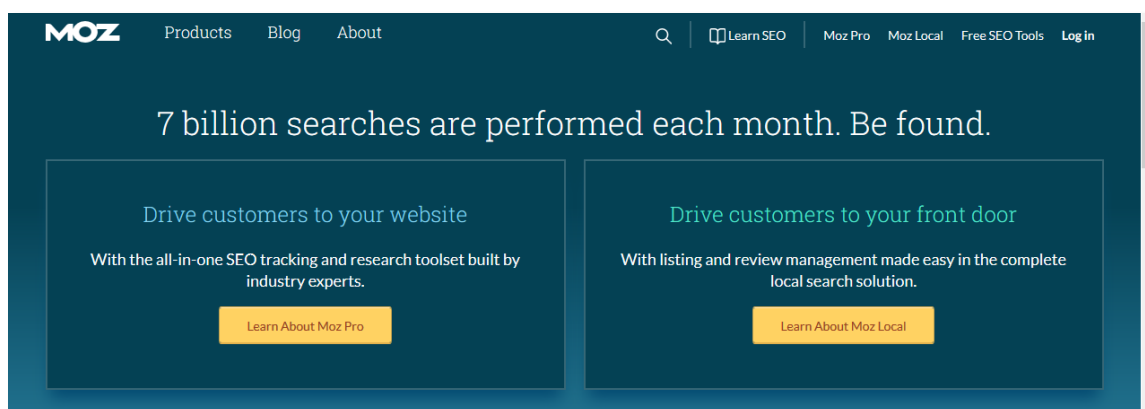 MOZ Products Blog About Learn SEO Moz Pro Moz Local Free SEO Tools Log in
7 billion searches are performed each month. Be found.
Drive customers to your website
With the all-in-one SEO tracking and research toolset built by
industry experts.
Learn About Moz Pro
Drive customers to your front door
With listing and review management made easy in the complete
local search solution.
Learn About Moz Local